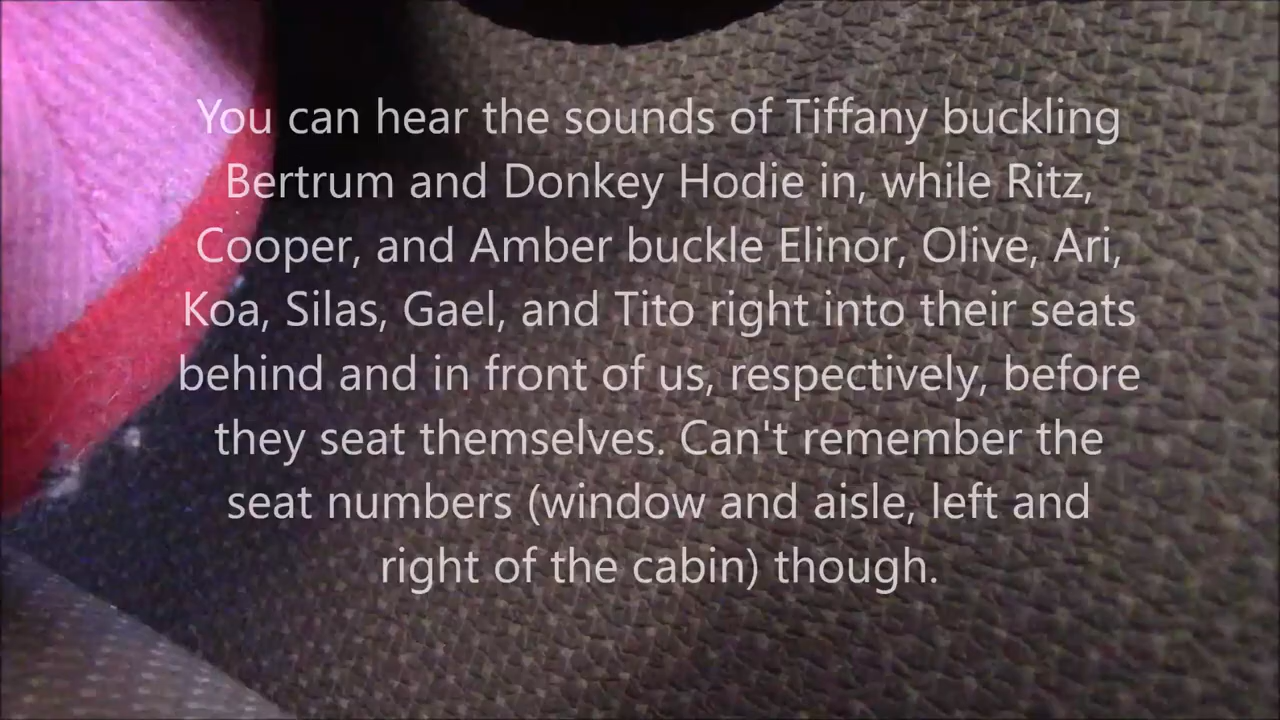 You can hear the sounds of Tiffany buckling
Bertrum and Donkey Hodie in, while Ritz,
Cooper, and Amber buckle Elinor, Olive, Ari,
Koa, Silas, Gael, and Tito right into their seats
behind and in front of us, respectively, before
they seat themselves. Can't remember the
seat numbers (window and aisle, left and
right of the cabin) though.